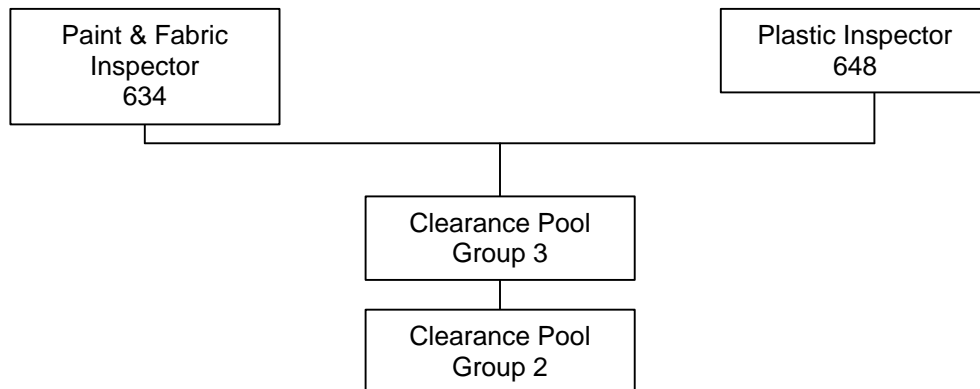 Paint & Fabric
Inspector
634
Plastic Inspector
648
Clearance Pool
Group 3
Clearance Pool
Group 2